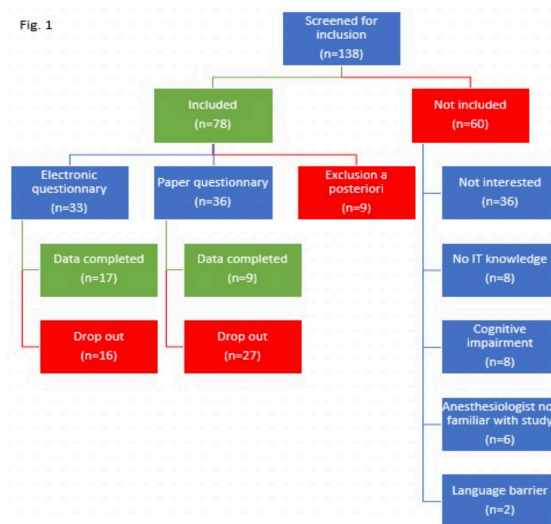 Fig. 1
Screened for
inclusion
(n=138)
Included
(n=78)
Not included
(n=60)
Electronic
questionnary
(n=33)
Paper questionnary
(n=36)
Exclusion a
posteriori
(n=9)
Not interested
(n=36)
Data completed
(n=17)
Data completed
(n=9)
No IT knowledge
(n=8)
Drop out
(n=16)
Drop out
(n=27)
Cognitive
impairment
(n=8)
Anesthesiologist no
familiar with study
(n=6)
Language barrier
(n=2)